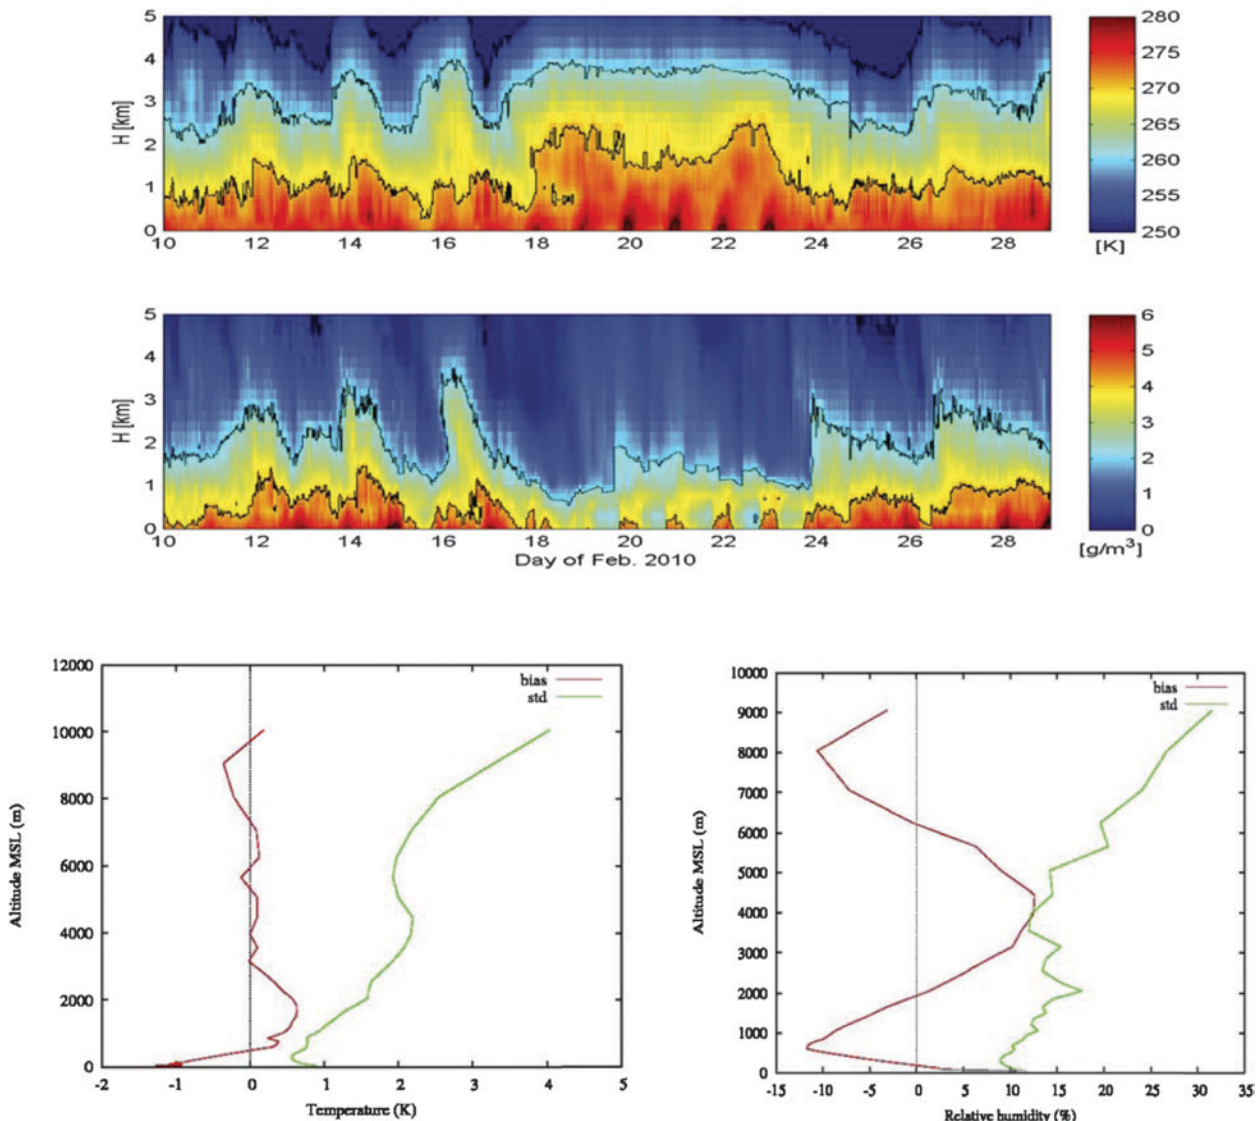 5
4
3
2
1
0
H [km]
10 12 14 16 18 20 22 24 26 28
280
275
270
265
260
255
250
[K]
5
4
3
2
1
0
H [km]
10 12 14 16 18 20 22 24 26 28
Day of Feb. 2010
6
5
4
3
2
1
0
[g/m³]
12000
10000
8000
6000
4000
2000
0
Altitude MSL (m)
bias
std
-2 -1 0 1 2 3 4 5
Temperature (K)
10000
9000
8000
7000
6000
5000
4000
3000
2000
1000
0
Altitude MSL (m)
bias
std
-15 -10 -5 0 5 10 15 20 25 30 35
Relative humidity (%)